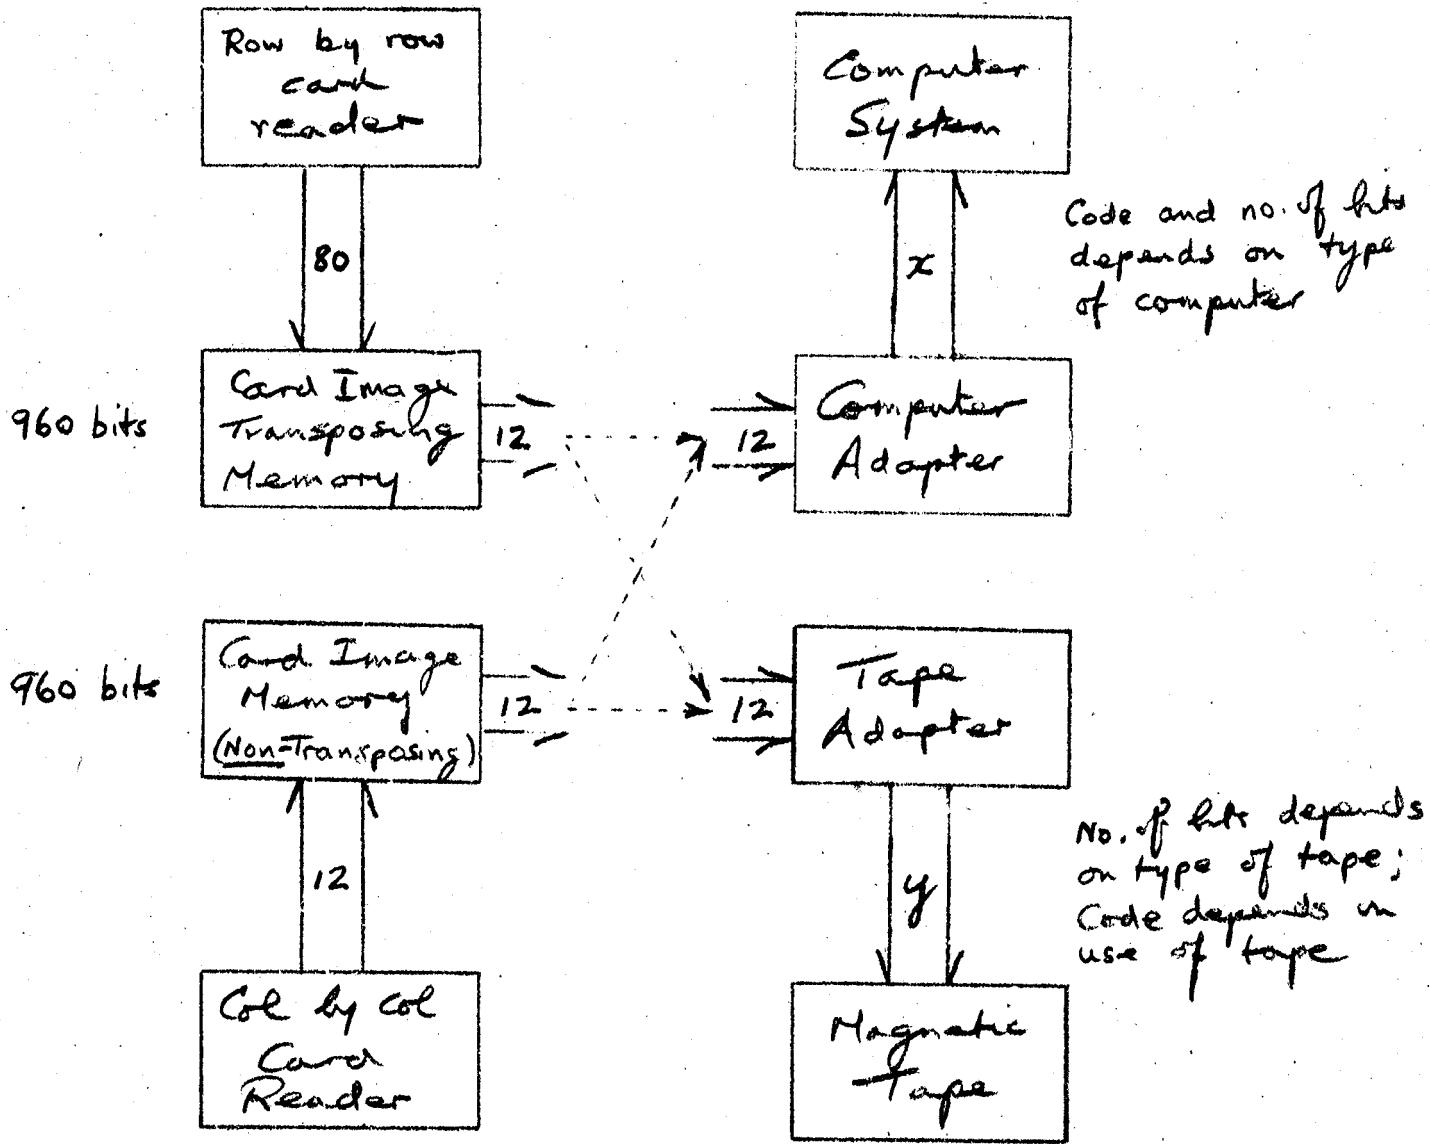 Row by row
card
reader
80
960 bits
Card Image
Transposing
Memory
12
960 bits
Card Image
Memory
(Non-Transposing)
12
12
Col by Col
Card
Reader
Computer
System
x
Code and no. of bits
depends on type
of computer
12
Computer
Adapter
12
Tape
Adapter
y
No. of bits depends
on type of tape;
Code depends on
use of tape
Magnetic
Tape